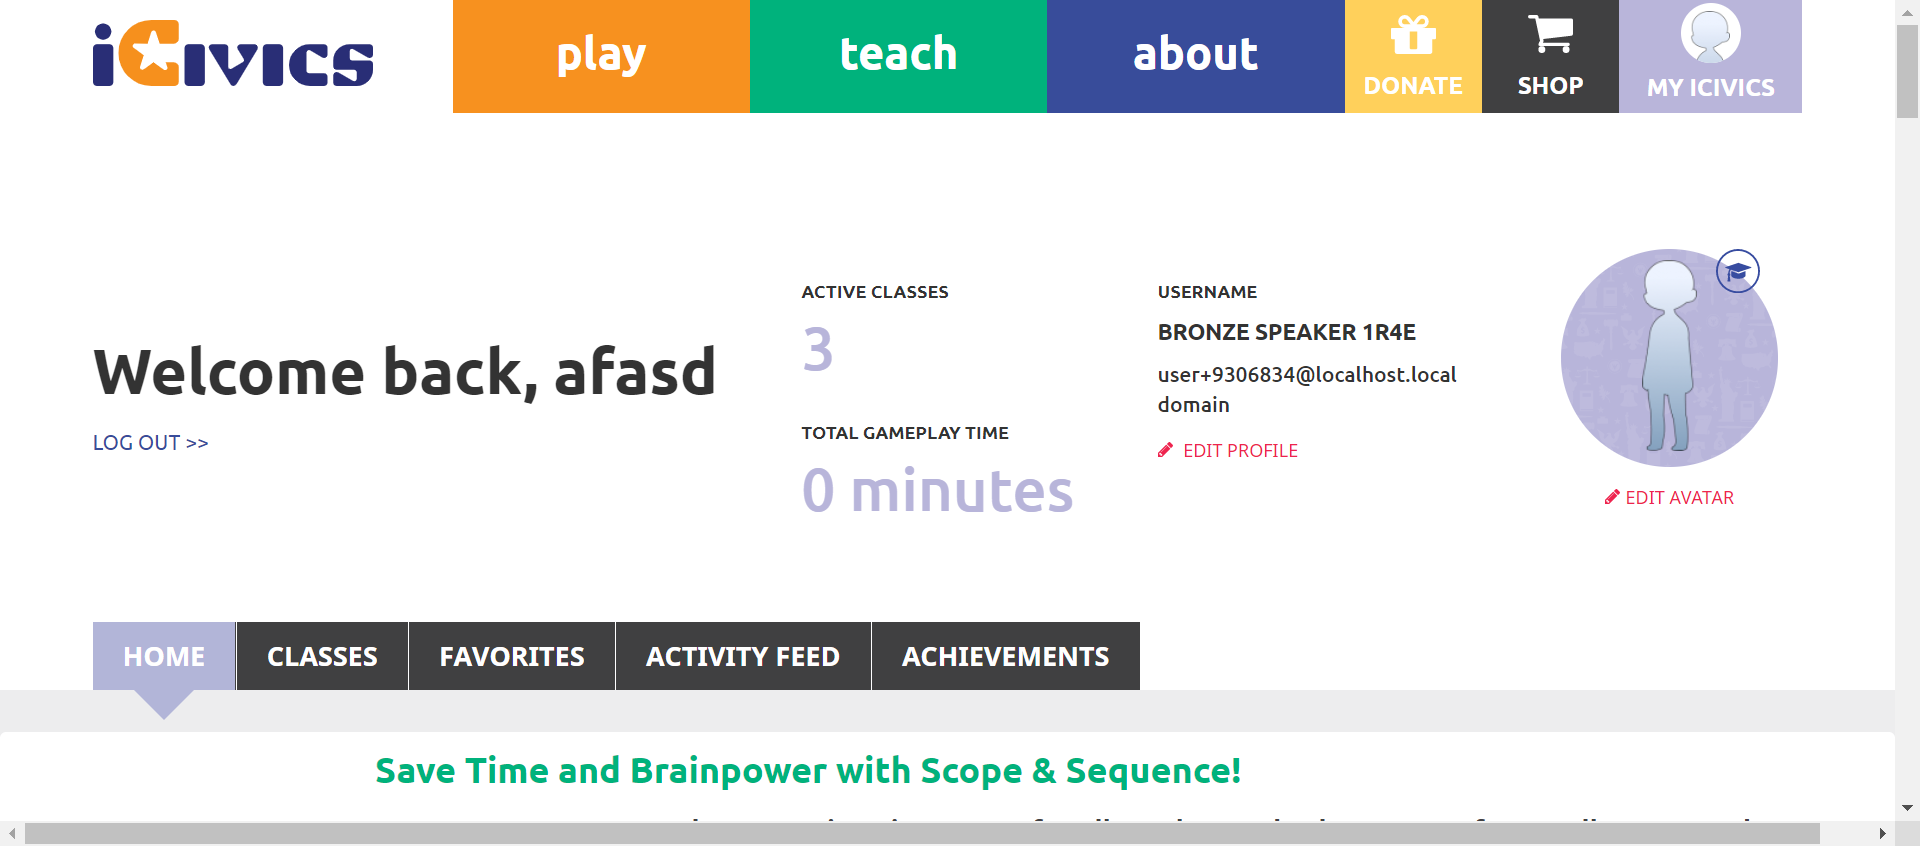 iCivics
play
teach
about
DONATE
SHOP
MY ICIVICS
Welcome back, afasd
LOG OUT >>
ACTIVE CLASSES
3
TOTAL GAMEPLAY TIME
0 minutes
USERNAME
BRONZE SPEAKER 1R4E
user+9306834@localhost.local
domain
EDIT PROFILE
EDIT AVATAR
HOME
CLASSES
FAVORITES
ACTIVITY FEED
ACHIEVEMENTS
Save Time and Brainpower with Scope & Sequence!